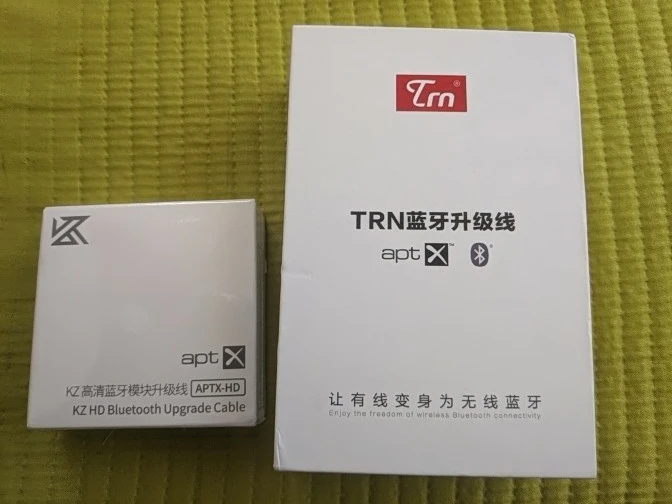 KZ
aptX
KZ 高清蓝牙模块升级线 APTX-HD
KZ HD Bluetooth Upgrade Cable
Trn®
TRN蓝牙升级线
aptX™
让有线变身为无线蓝牙
Enjoy the freedom of wireless Bluetooth connectivity